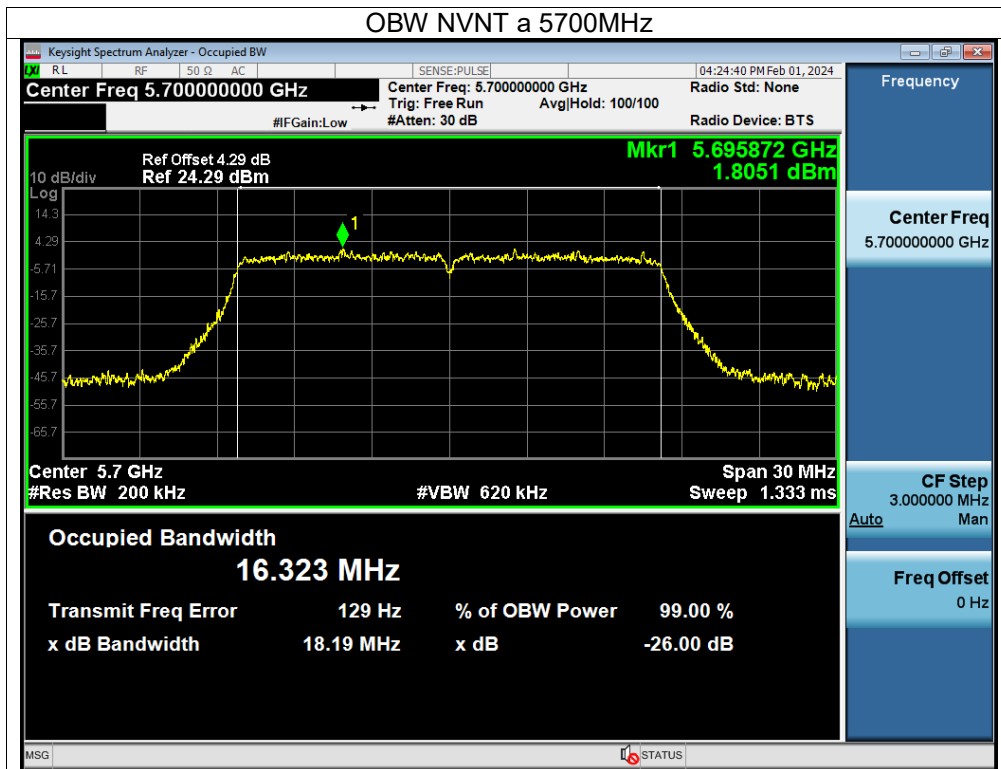 OBW NVNT a 5700MHz
Keysight Spectrum Analyzer - Occupied BW
LXI RL RF 50 Ω AC SENSE:PULSE 04:24:40 PM Feb 01, 2024
Center Freq 5.700000000 GHz Center Freq: 5.700000000 GHz Radio Std: None
Trig: Free Run Avg|Hold: 100/100
#IFGain:Low #Atten: 30 dB Radio Device: BTS
Frequency
Mkr1 5.695872 GHz
1.8051 dBm
Ref Offset 4.29 dB
10 dB/div Ref 24.29 dBm
Log
14.3
4.29
-5.71
-15.7
-25.7
-35.7
-45.7
-55.7
-65.7
1
Center 5.7 GHz Span 30 MHz
#Res BW 200 kHz #VBW 620 kHz Sweep 1.333 ms
Center Freq
5.700000000 GHz
CF Step
3.000000 MHz
Auto Man
Freq Offset
0 Hz
Occupied Bandwidth
16.323 MHz
Transmit Freq Error 129 Hz % of OBW Power 99.00 %
x dB Bandwidth 18.19 MHz x dB -26.00 dB
MSG STATUS